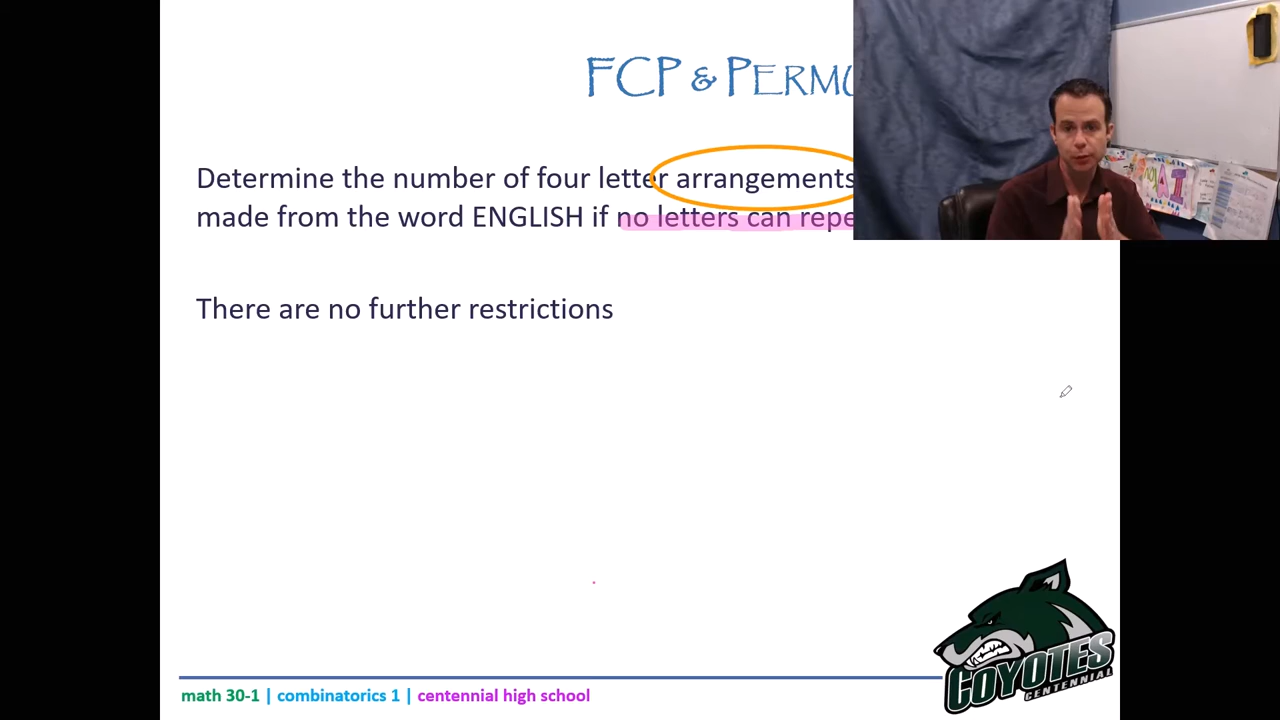 FCP & PERMU
Determine the number of four letter arrangements
made from the word ENGLISH if no letters can repe
There are no further restrictions
math 30-1 | combinatorics 1 | centennial high school
COYOTES
CENTENNIAL